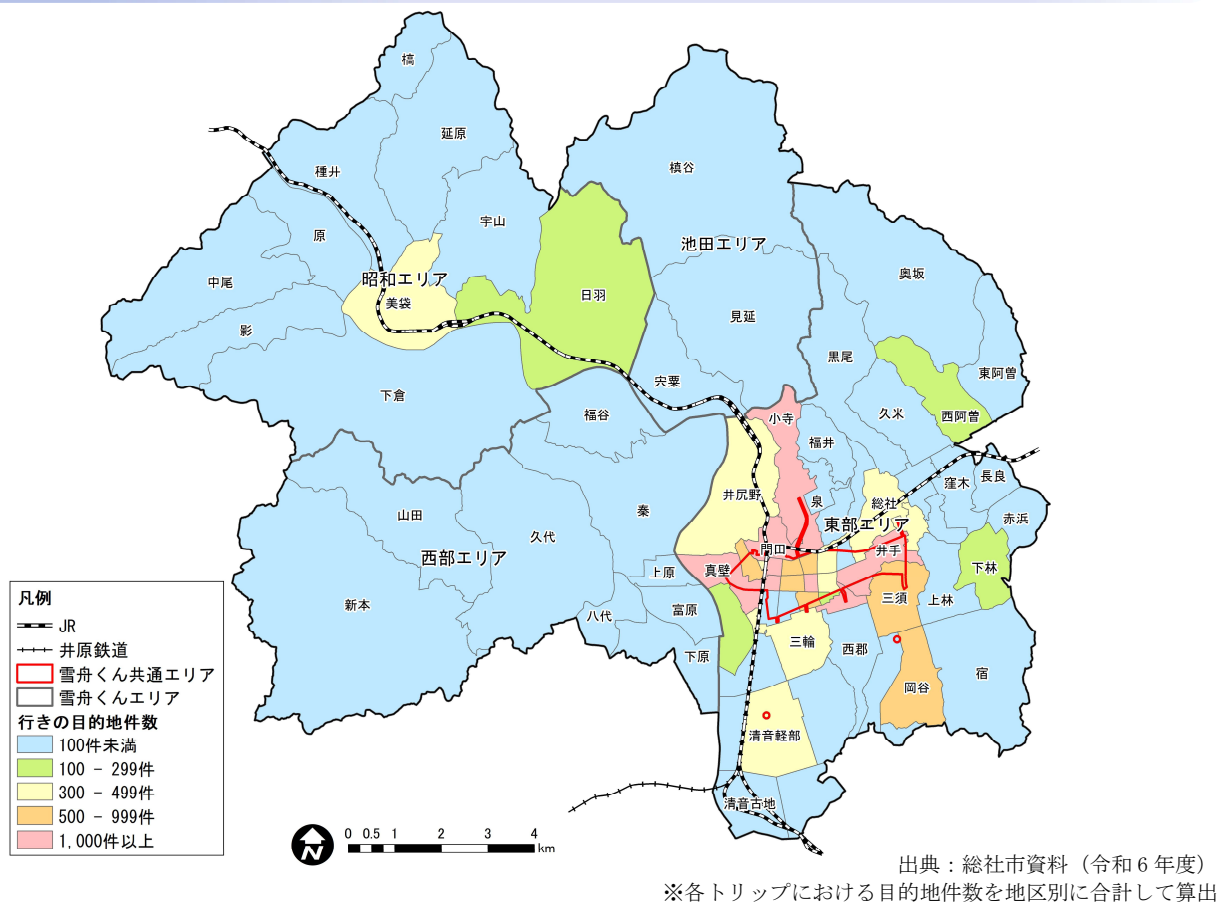 槁
延原
種井
槙谷
宇山
原
池田エリア
奥坂
昭和エリア
中尾
美袋
日羽
見延
影
黒尾
東阿曽
下倉
宍粟
久米
西阿曽
小寺
福谷
福井
窪木
長良
井尻野
泉
総社
秦
赤浜
山田
東部エリア
久代
西部エリア
門田
井手
上原
真壁
下林
新本
三須
上林
八代
富原
三輪
西郡
下原
宿
岡谷
清音軽部
清音古地
凡例
JR
井原鉄道
雪舟くん共通エリア
雪舟くんエリア
行きの目的地件数
100件未満
100 - 299件
300 - 499件
500 - 999件
1,000件以上
N
0 0.5 1 2 3 4
km
出典：総社市資料（令和6年度）
※各トリップにおける目的地件数を地区別に合計して算出